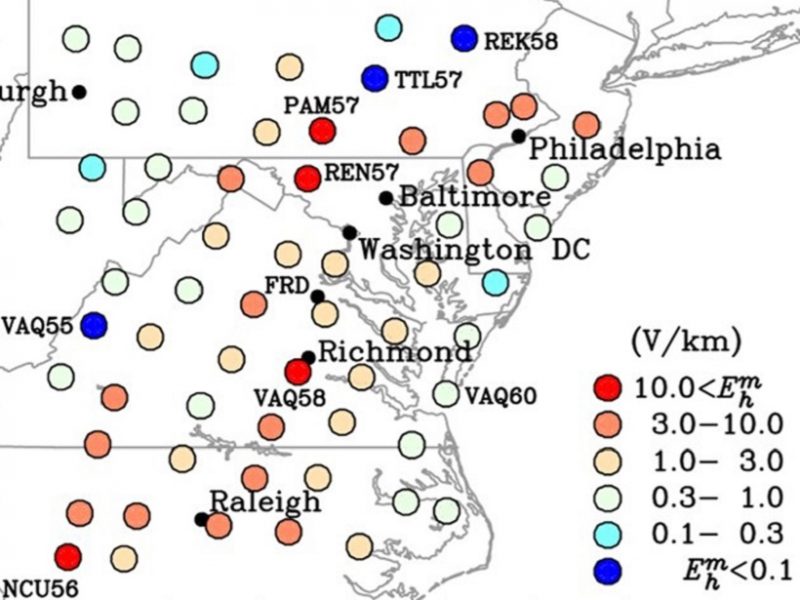 REK58
TTL57
urgh
PAM57
Philadelphia
REN57
Baltimore
Washington DC
FRD
VAQ55
Richmond
VAQ58
VAQ60
Raleigh
NCU56
(V/km)
10.0<E_h^m
3.0–10.0
1.0– 3.0
0.3– 1.0
0.1– 0.3
E_h^m<0.1